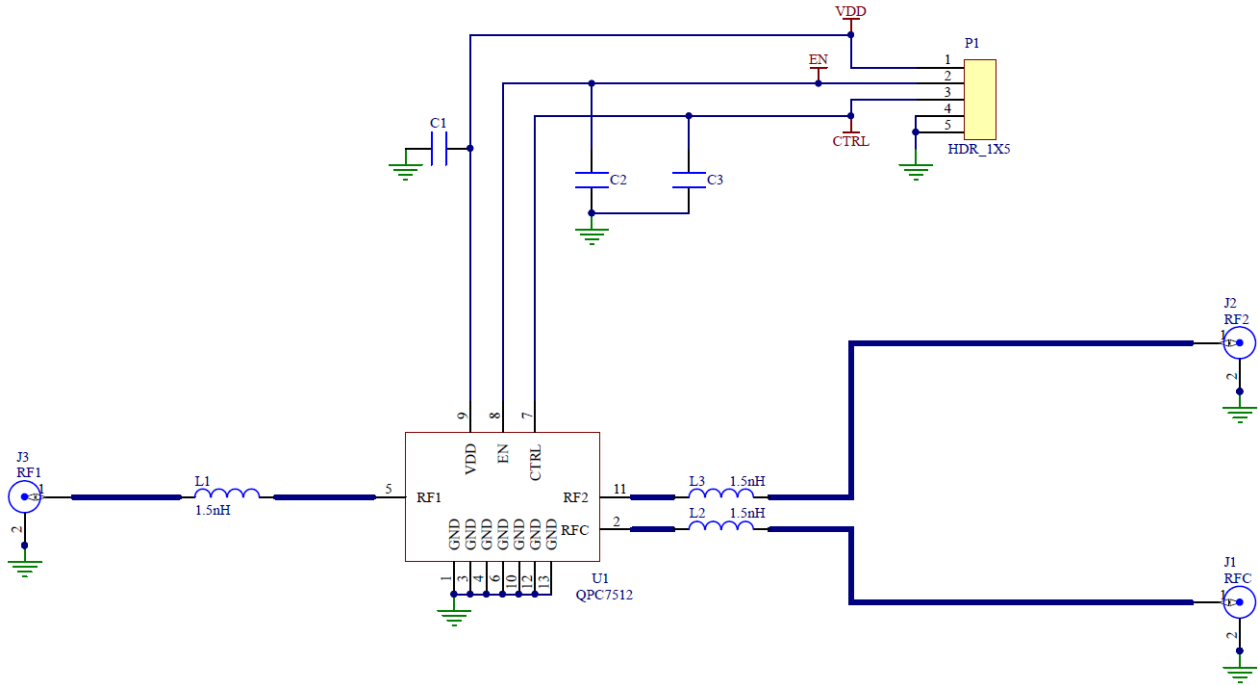 VDD
P1
EN
1
2
3
4
5
CTRL
HDR_1X5
C1
C2
C3
J2
RF2
1
2
9
8
7
VDD
EN
CTRL
J3
RF1
1
2
L1
1.5nH
5
RF1
RF2
11
L3 1.5nH
RFC
2
L2 1.5nH
GND
GND
GND
GND
GND
GND
GND
1
3
4
6
10
12
13
U1
QPC7512
J1
RFC
1
2